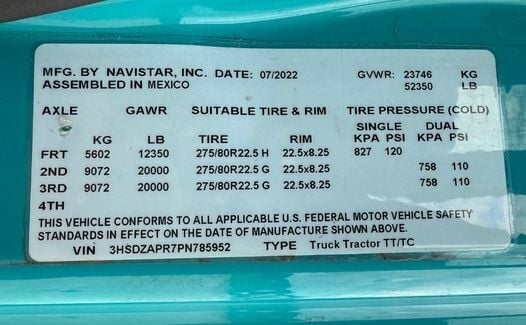 MFG. BY NAVISTAR, INC. DATE: 07/2022 GVWR: 23746 KG
ASSEMBLED IN MEXICO 52350 LB
AXLE GAWR SUITABLE TIRE & RIM TIRE PRESSURE (COLD)
SINGLE DUAL
KG LB TIRE RIM KPA PSI KPA PSI
FRT 5602 12350 275/80R22.5 H 22.5x8.25 827 120
2ND 9072 20000 275/80R22.5 G 22.5x8.25 758 110
3RD 9072 20000 275/80R22.5 G 22.5x8.25 758 110
4TH
THIS VEHICLE CONFORMS TO ALL APPLICABLE U.S. FEDERAL MOTOR VEHICLE SAFETY
STANDARDS IN EFFECT ON THE DATE OF MANUFACTURE SHOWN ABOVE.
VIN 3HSDZAPR7PN785952 TYPE Truck Tractor TT/TC